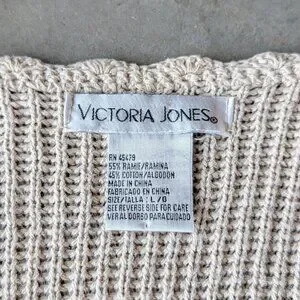 VICTORIA JONES®
RN 45479
55% RAMIE/RAMINA
45% COTTON/ALGODON
MADE IN CHINA
FABRICADO EN CHINA
SIZE/TALLA : L/G
SEE REVERSE SIDE FOR CARE
VER AL DORSO PARA CUIDADO